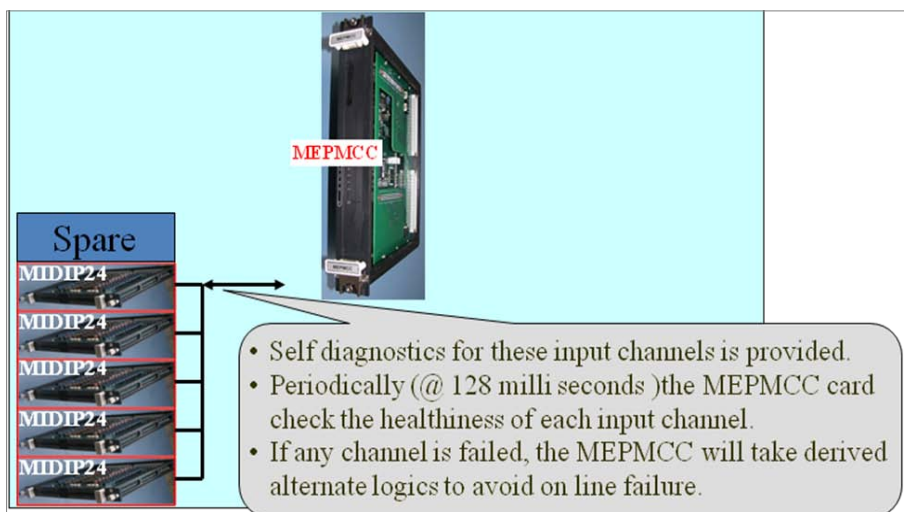 MEPMCC
MEPMCC
MEPMCC
Spare
MIDIP24
MIDIP24
MIDIP24
MIDIP24
MIDIP24
• Self diagnostics for these input channels is provided.
• Periodically (@ 128 milli seconds )the MEPMCC card
check the healthiness of each input channel.
• If any channel is failed, the MEPMCC will take derived
alternate logics to avoid on line failure.